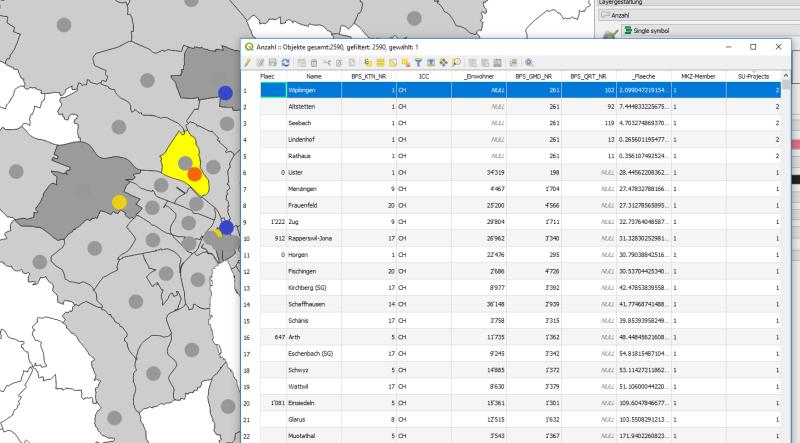 Layergestaltung
Anzahl
Single symbol
Anzahl :: Objekte gesamt:2590, gefiltert: 2590, gewählt: 1
Flaec Name BFS_KTN_NR ICC _Einwohner BFS_GMD_NR BFS_QRT_NR _Flaeche MKZ-Member SU-Projects
1 Wipkingen 1 CH NULL 261 102 2.099047219154... 1 2
2 Altstetten 1 CH NULL 261 92 7.444833225675... 1 2
3 Seebach 1 CH NULL 261 119 4.703274869370... 1 2
4 Lindenhof 1 CH NULL 261 13 0.265601195477... 1 2
5 Rathaus 1 CH NULL 261 11 0.356107492524... 1 2
6 0 Uster 1 CH 34'319 198 NULL 28.44562208362... 1 1
7 Menzingen 9 CH 4'467 1'704 NULL 27.47832788166... 1 1
8 Frauenfeld 20 CH 25'200 4'566 NULL 27.31278565895... 1 1
9 1'222 Zug 9 CH 29'804 1'711 NULL 32.73764048587... 1 1
10 912 Rapperswil-Jona 17 CH 26'962 3'340 NULL 31.32830252981... 1 1
11 0 Horgen 1 CH 22'476 295 NULL 30.79038842516... 1 1
12 Fischingen 20 CH 2'686 4'726 NULL 30.53704425340... 1 1
13 Kirchberg (SG) 17 CH 8'977 3'392 NULL 42.47853839558... 1 1
14 Schaffhausen 14 CH 36'148 2'939 NULL 41.77468741488... 1 1
15 Schänis 17 CH 3'758 3'315 NULL 39.85393958249... 1 1
16 647 Arth 5 CH 11'735 1'362 NULL 48.44845621608... 1 1
17 Eschenbach (SG) 17 CH 9'245 3'342 NULL 54.81815487104... 1 1
18 Schwyz 5 CH 14'885 1'372 NULL 53.11427211862... 1 1
19 Wattwil 17 CH 8'630 3'379 NULL 51.10600044220... 1 1
20 1'081 Einsiedeln 5 CH 15'361 1'301 NULL 109.6047846677... 1 1
21 Glarus 8 CH 12'515 1'632 NULL 103.5508291213... 1 1
22 Muotathal 5 CH 3'543 1'367 NULL 171.9402260823... 1 1